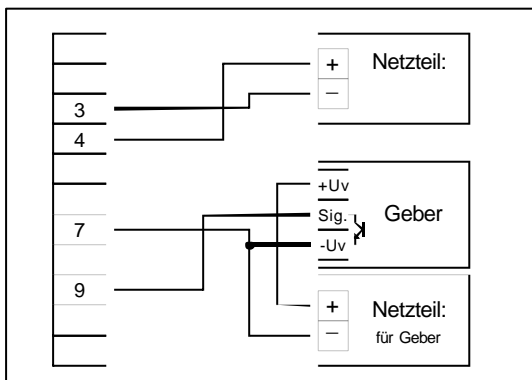 3
4
7
9
+
−
Netzteil:
+Uv
Sig.
-Uv
Geber
+
−
Netzteil:
für Geber